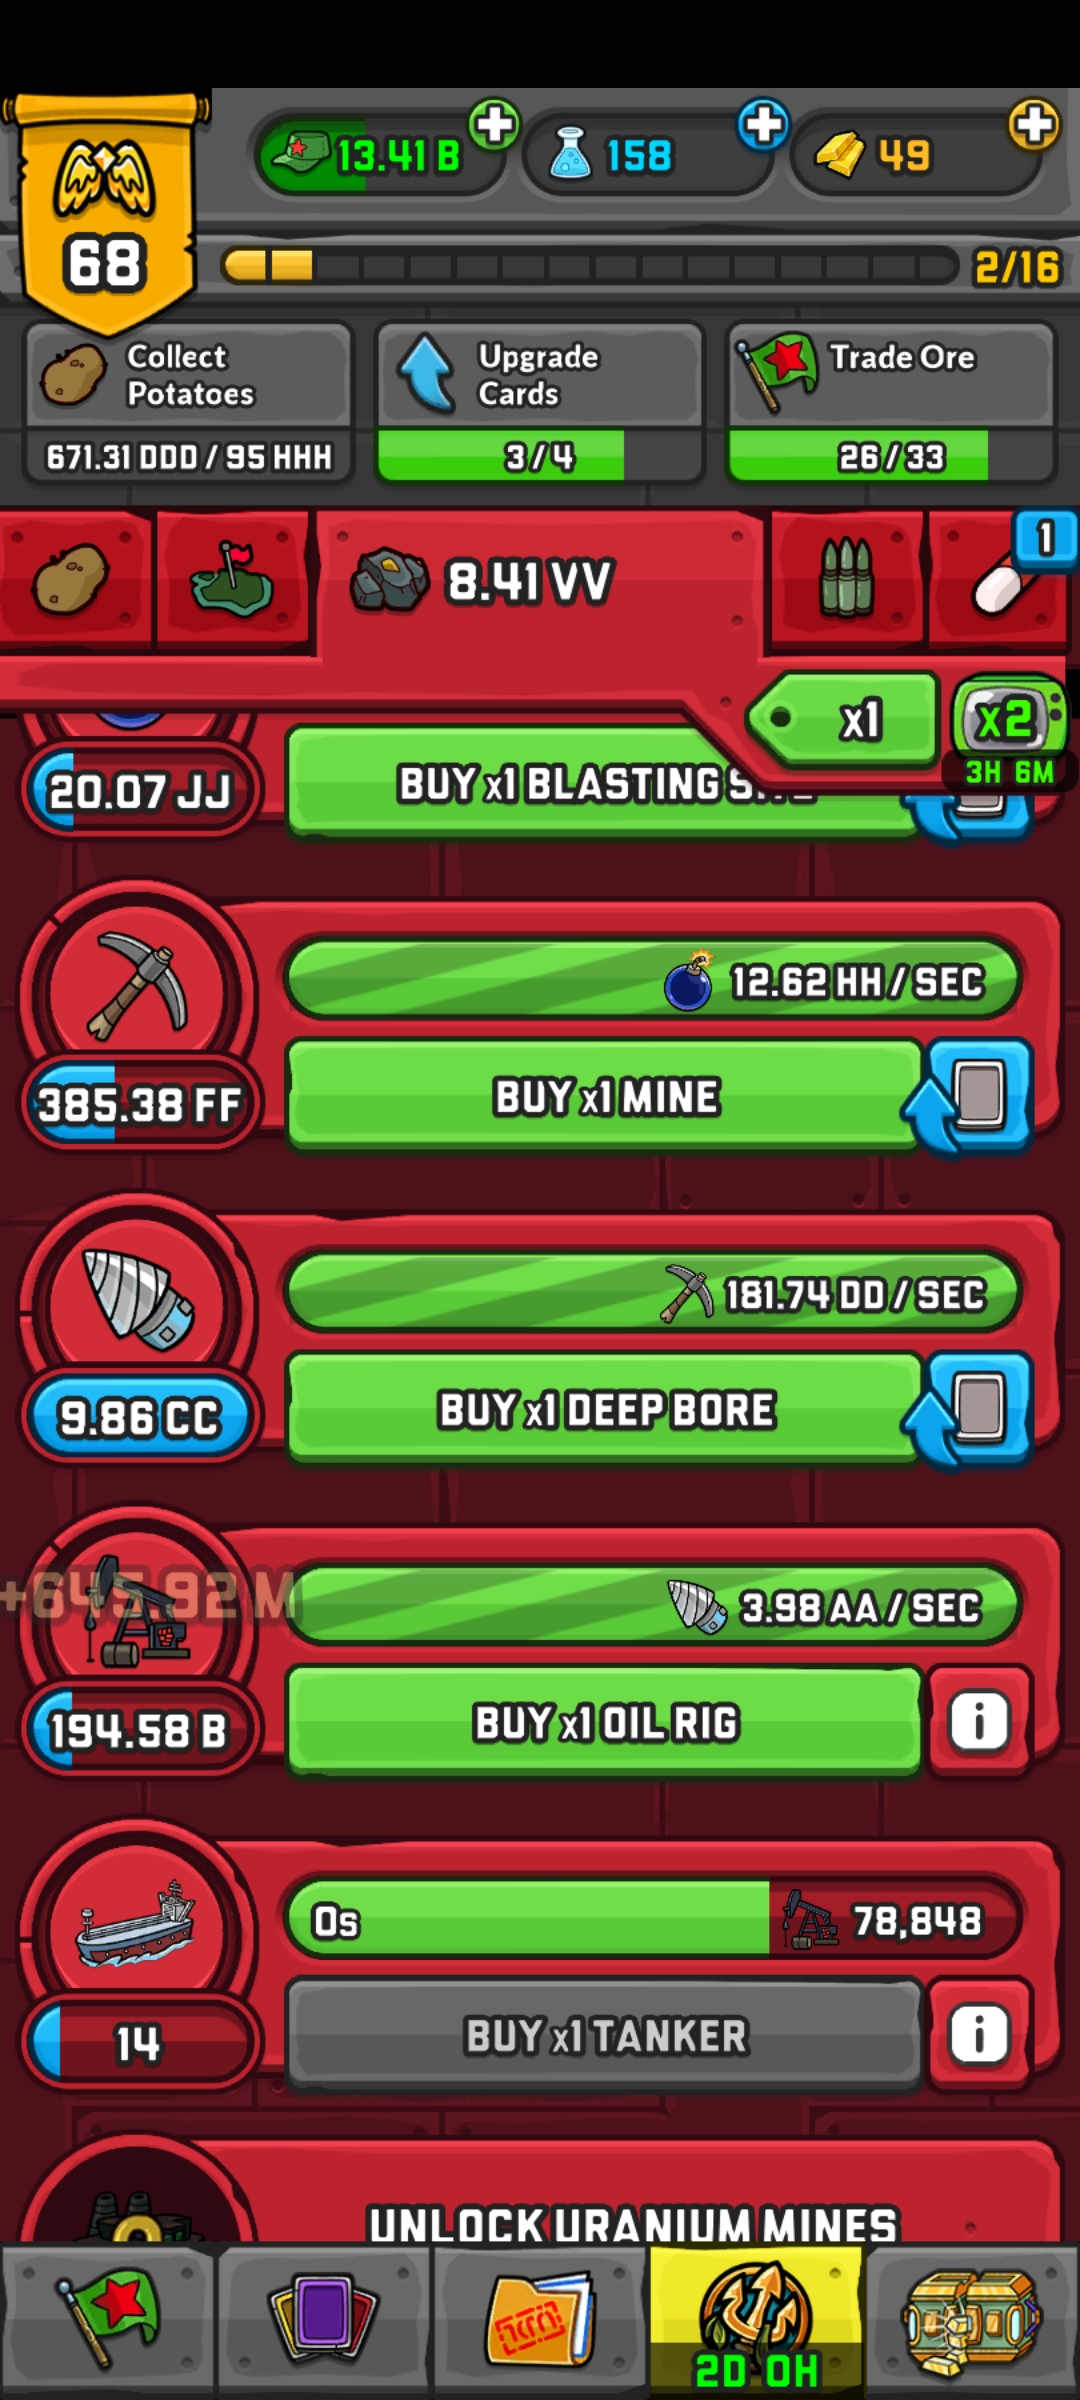 13.41 B
158
49
68
2/16
Collect
Potatoes
Upgrade
Cards
Trade Ore
671.31 DDD / 95 HHH
3/4
26/33
1
8.41 VV
x1
x2
3H 6M
20.07 JJ
BUY x1 BLASTING
12.62 HH / SEC
385.38 FF
BUY x1 MINE
181.74 DD / SEC
9.86 CC
BUY x1 DEEP BORE
+645.92 M
3.98 AA / SEC
194.58 B
BUY x1 OIL RIG
i
0s
78,848
14
BUY x1 TANKER
i
UNLOCK URANIUM MINES
2D 0H